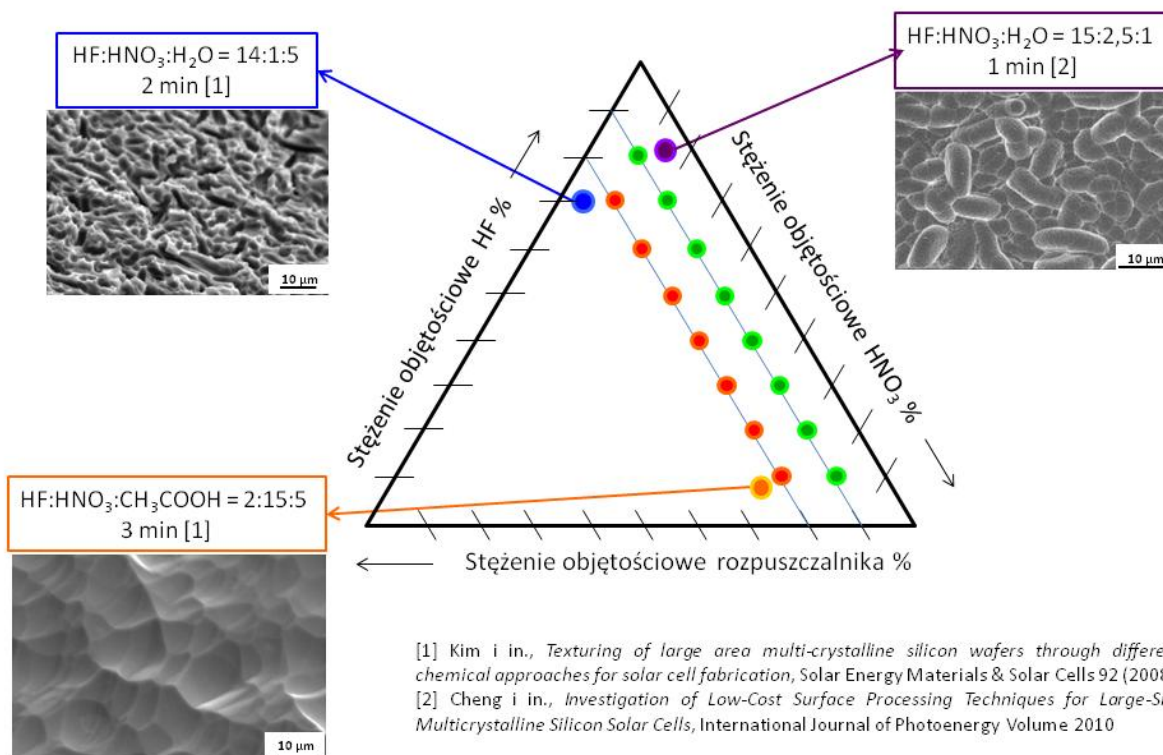 HF:HNO₃:H₂O = 14:1:5
2 min [1]
10 µm
HF:HNO₃:H₂O = 15:2,5:1
1 min [2]
10 µm
Stężenie objętościowe HF %
Stężenie objętościowe HNO₃ %
HF:HNO₃:CH₃COOH = 2:15:5
3 min [1]
10 µm
Stężenie objętościowe rozpuszczalnika %
[1] Kim i in., Texturing of large area multi-crystalline silicon wafers through differe
chemical approaches for solar cell fabrication, Solar Energy Materials & Solar Cells 92 (2008
[2] Cheng i in., Investigation of Low-Cost Surface Processing Techniques for Large-Si
Multicrystalline Silicon Solar Cells, International Journal of Photoenergy Volume 2010